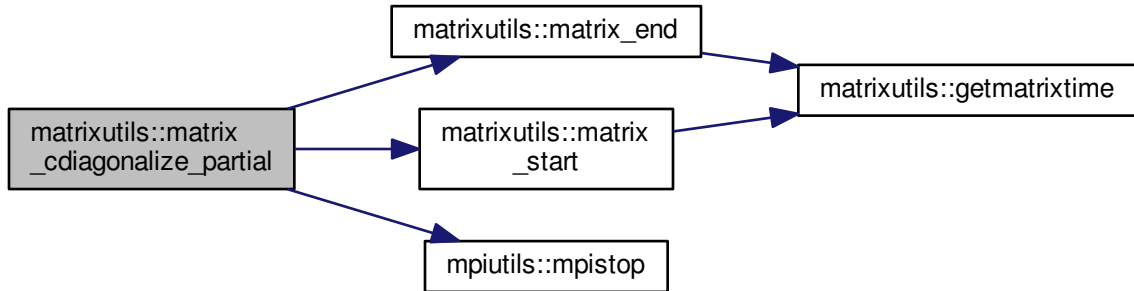 matrixutils::matrix_end
matrixutils::getmatrixtime
matrixutils::matrix
_cdiagonalize_partial
matrixutils::matrix
_start
mpiutils::mpistop